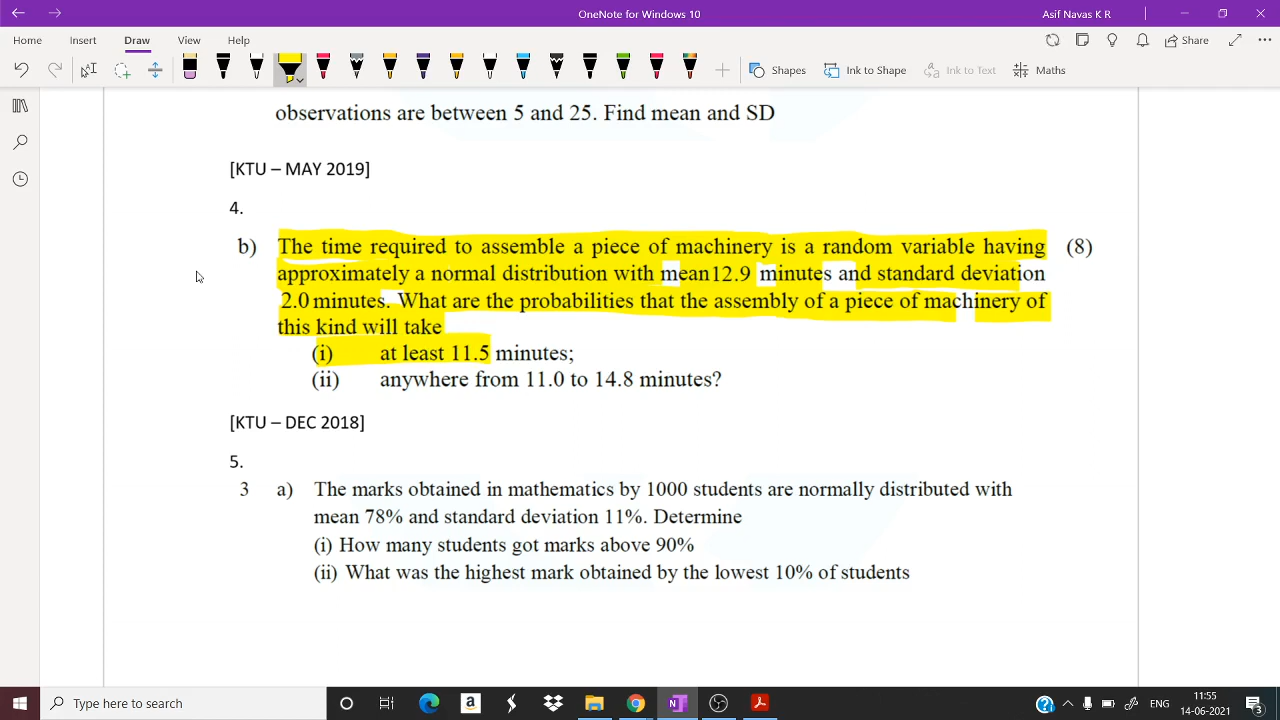 OneNote for Windows 10
Asif Navas K R
Home Insert Draw View Help
Share
Shapes Ink to Shape Ink to Text Maths
observations are between 5 and 25. Find mean and SD
[KTU – MAY 2019]
4.
b) The time required to assemble a piece of machinery is a random variable having (8)
approximately a normal distribution with mean12.9 minutes and standard deviation
2.0 minutes. What are the probabilities that the assembly of a piece of machinery of
this kind will take
(i) at least 11.5 minutes;
(ii) anywhere from 11.0 to 14.8 minutes?
[KTU – DEC 2018]
5.
3 a) The marks obtained in mathematics by 1000 students are normally distributed with
mean 78% and standard deviation 11%. Determine
(i) How many students got marks above 90%
(ii) What was the highest mark obtained by the lowest 10% of students
Type here to search
ENG
11:55
14-06-2021
3